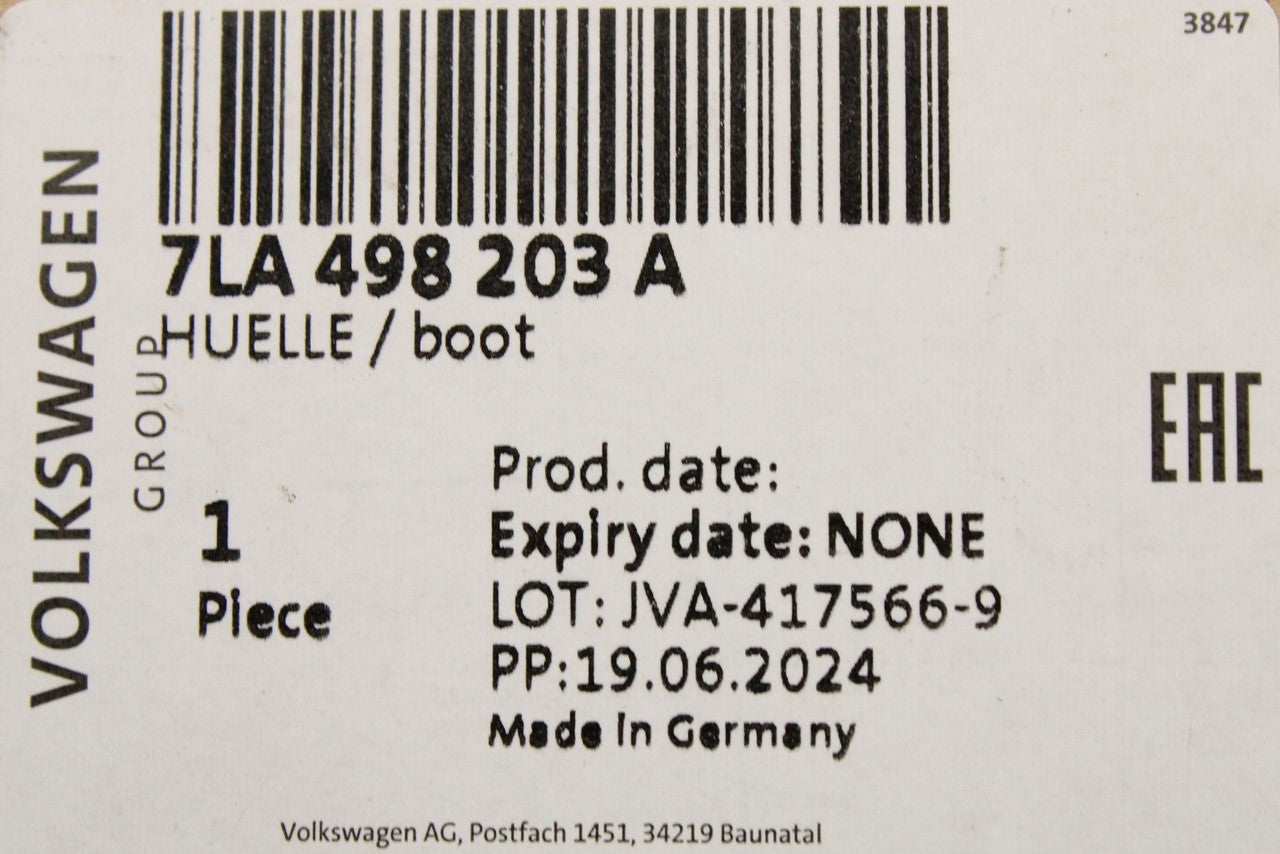 3847
VOLKSWAGEN
GROUP
7LA 498 203 A
HUELLE / boot
EAC
1
Piece
Prod. date:
Expiry date: NONE
LOT: JVA-417566-9
PP:19.06.2024
Made in Germany
Volkswagen AG, Postfach 1451, 34219 Baunatal